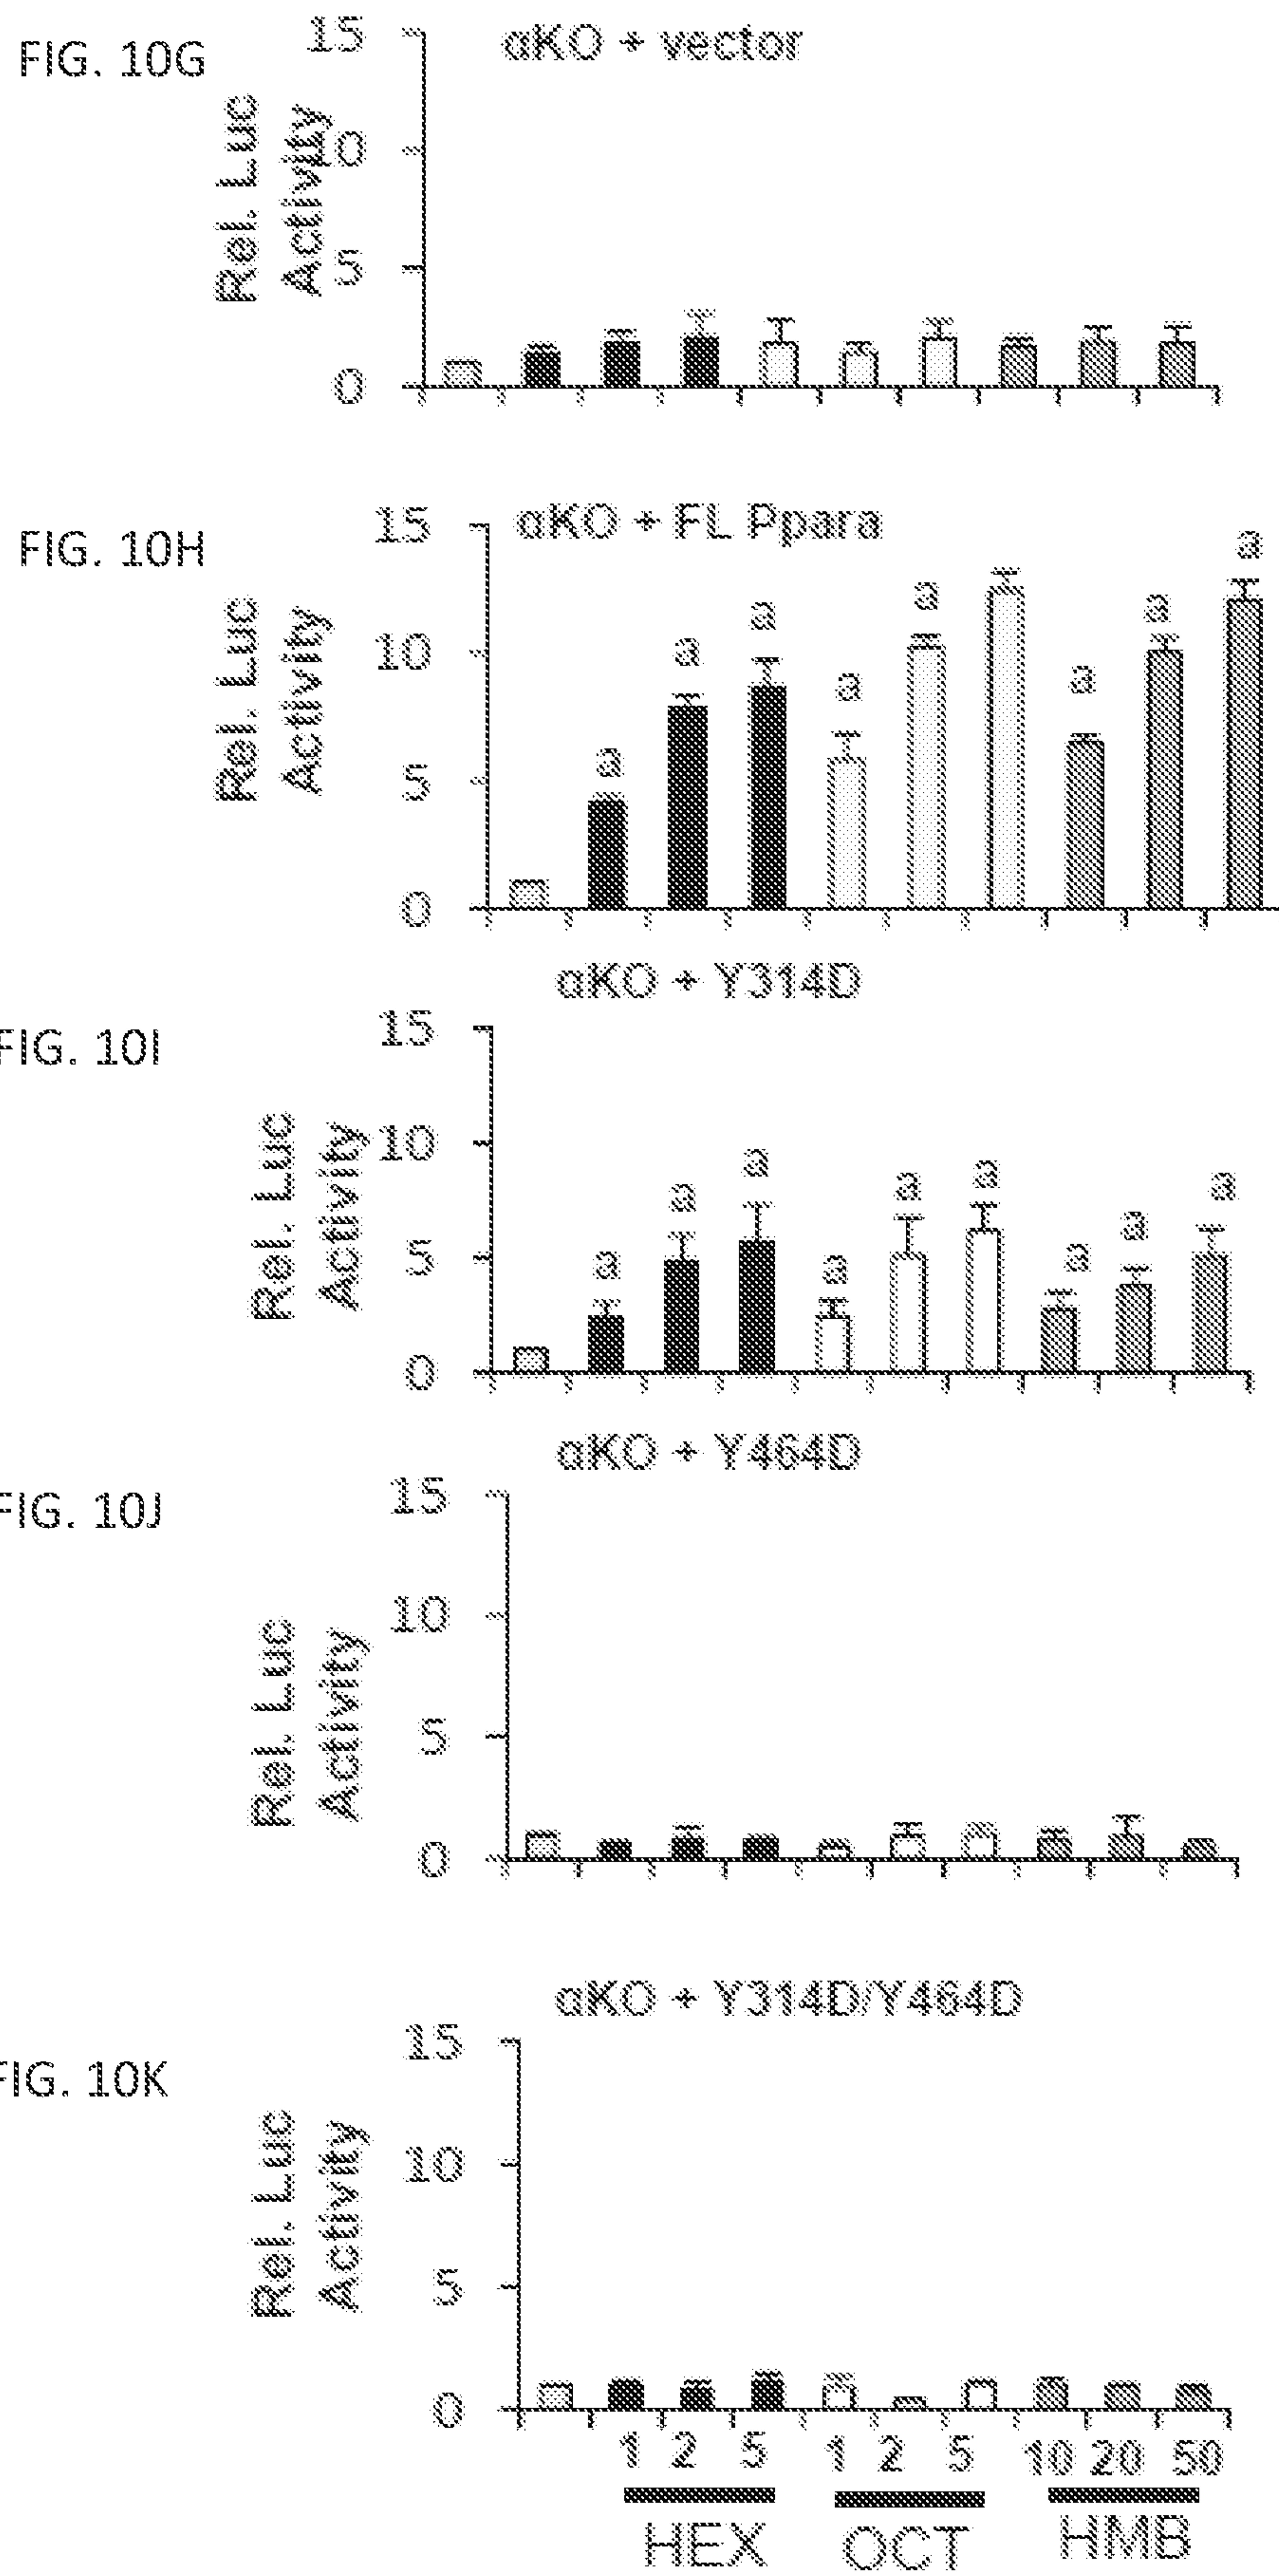 FIG. 10G
αKO + vector
Rel. Luc
Activity
15
10
5
0
FIG. 10H
αKO + FL Ppara
Rel. Luc
Activity
15
10
5
0
a
a
a
a
a
a
a
a
FIG. 10I
αKO + Y314D
Rel. Luc
Activity
15
10
5
0
a
a
a
a
a
a
a
a
a
FIG. 10J
αKO + Y464D
Rel. Luc
Activity
15
10
5
0
FIG. 10K
αKO + Y314D/Y464D
Rel. Luc
Activity
15
10
5
0
1 2 5 1 2 5 10 20 50
HEX OCT HMB